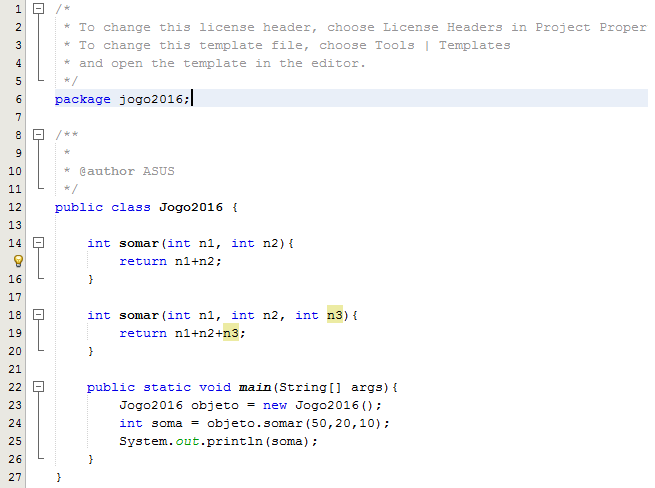 1 /*
2 * To change this license header, choose License Headers in Project Proper
3 * To change this template file, choose Tools | Templates
4 * and open the template in the editor.
5 */
6 package jogo2016;
7
8 /**
9 *
10 * @author ASUS
11 */
12 public class Jogo2016 {
13
14 int somar(int n1, int n2){
return n1+n2;
16 }
17
18 int somar(int n1, int n2, int n3){
19 return n1+n2+n3;
20 }
21
22 public static void main(String[] args){
23 Jogo2016 objeto = new Jogo2016();
24 int soma = objeto.somar(50,20,10);
25 System.out.println(soma);
26 }
27 }